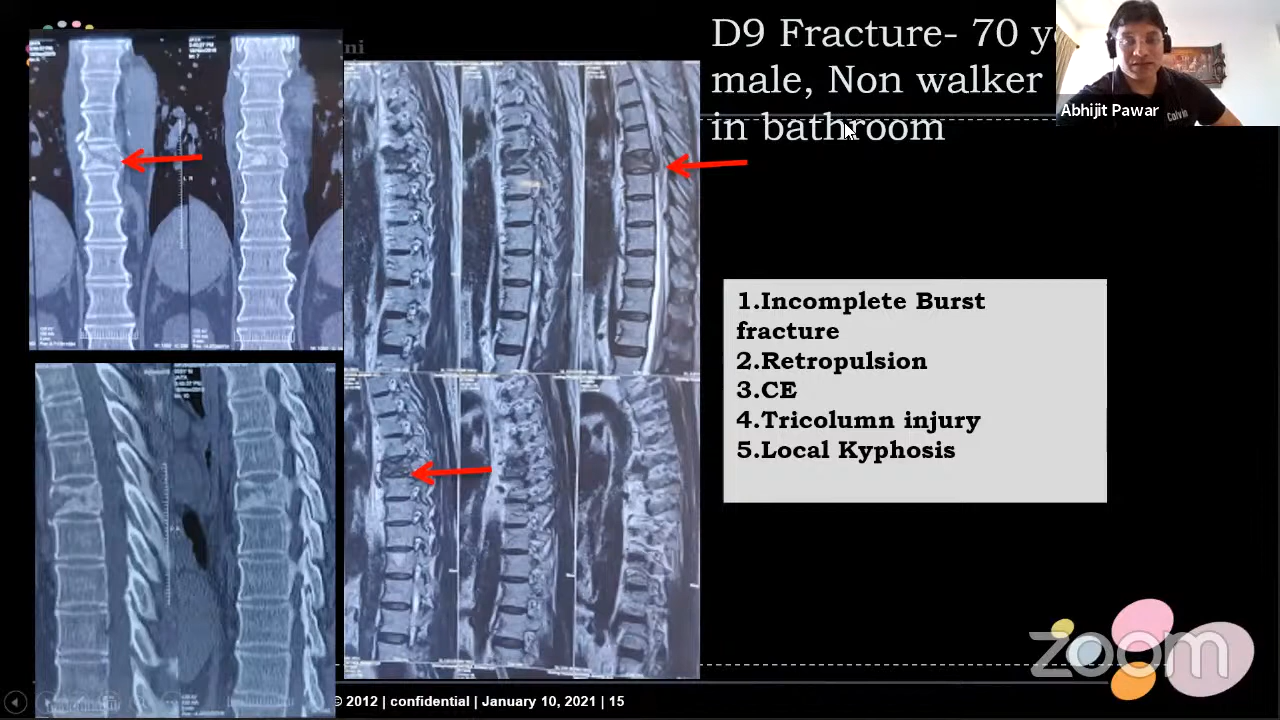 D9 Fracture- 70 y
male, Non walker
in bathroom
Abhijit Pawar
Calvin
1.Incomplete Burst
fracture
2.Retropulsion
3.CE
4.Tricolumn injury
5.Local Kyphosis
zoom
© 2012 | confidential | January 10, 2021 | 15